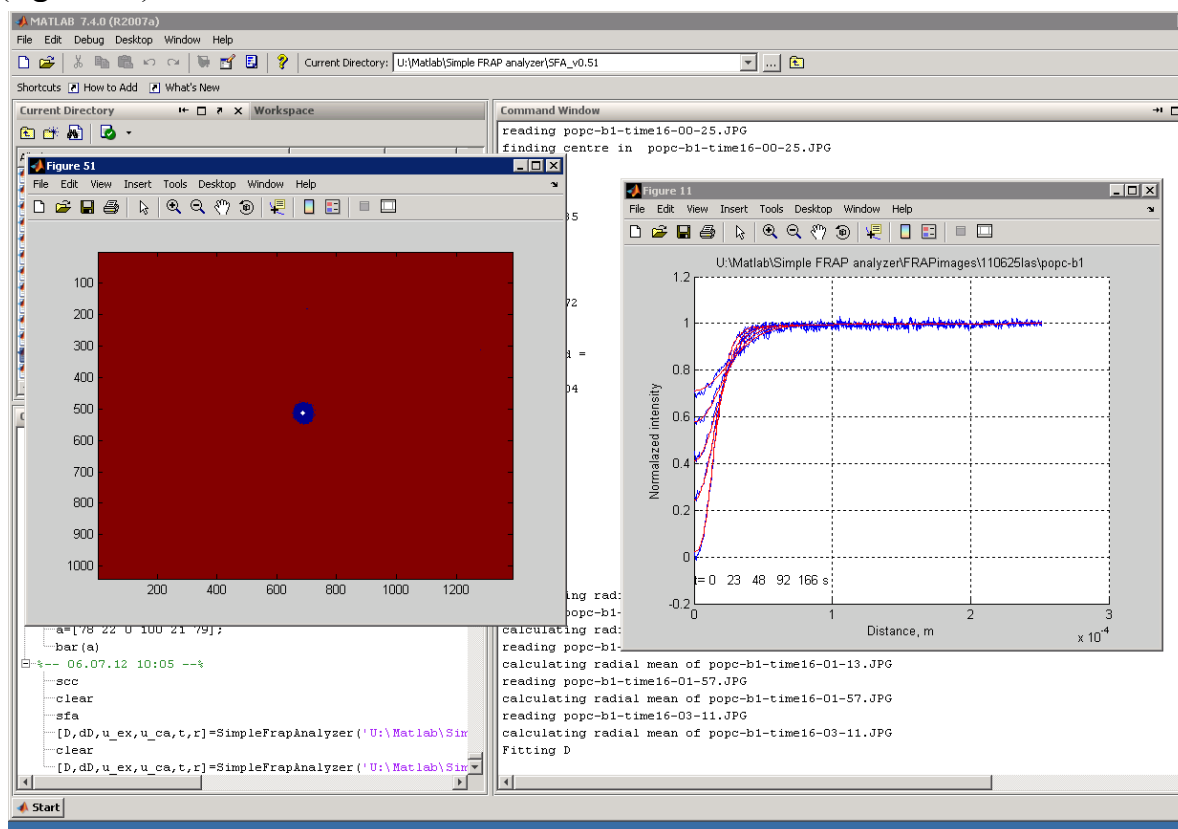 MATLAB 7.4.0 (R2007a)
File Edit Debug Desktop Window Help
Current Directory: U:\Matlab\Simple FRAP analyzer\SFA_v0.51
Shortcuts How to Add What's New
Current Directory Workspace
Command Window
reading popc-b1-time16-00-25.JPG
finding centre in popc-b1-time16-00-25.JPG
Figure 51
File Edit View Insert Tools Desktop Window Help
100
200
300
400
500
600
700
800
900
1000
200 400 600 800 1000 1200
Figure 11
File Edit View Insert Tools Desktop Window Help
U:\Matlab\Simple FRAP analyzer\FRAPimages\110625las\popc-b1
1.2
1
0.8
0.6
0.4
0.2
0
-0.2
Normalazed intensity
t= 0 23 48 92 166 s
0 1 2 3
Distance, m
x 10^-4
35
72
d =
04
a=[78 22 0 100 21 79];
bar(a)
%-- 06.07.12 10:05 --%
scc
clear
sfa
[D,dD,u_ex,u_ca,t,r]=SimpleFrapAnalyzer('U:\Matlab\Sim
clear
[D,dD,u_ex,u_ca,t,r]=SimpleFrapAnalyzer('U:\Matlab\Sim
ing rad
popc-b1-
calculating rad
reading popc-b1-
calculating radial mean of popc-b1-time16-01-13.JPG
reading popc-b1-time16-01-57.JPG
calculating radial mean of popc-b1-time16-01-57.JPG
reading popc-b1-time16-03-11.JPG
calculating radial mean of popc-b1-time16-03-11.JPG
Fitting D
Start